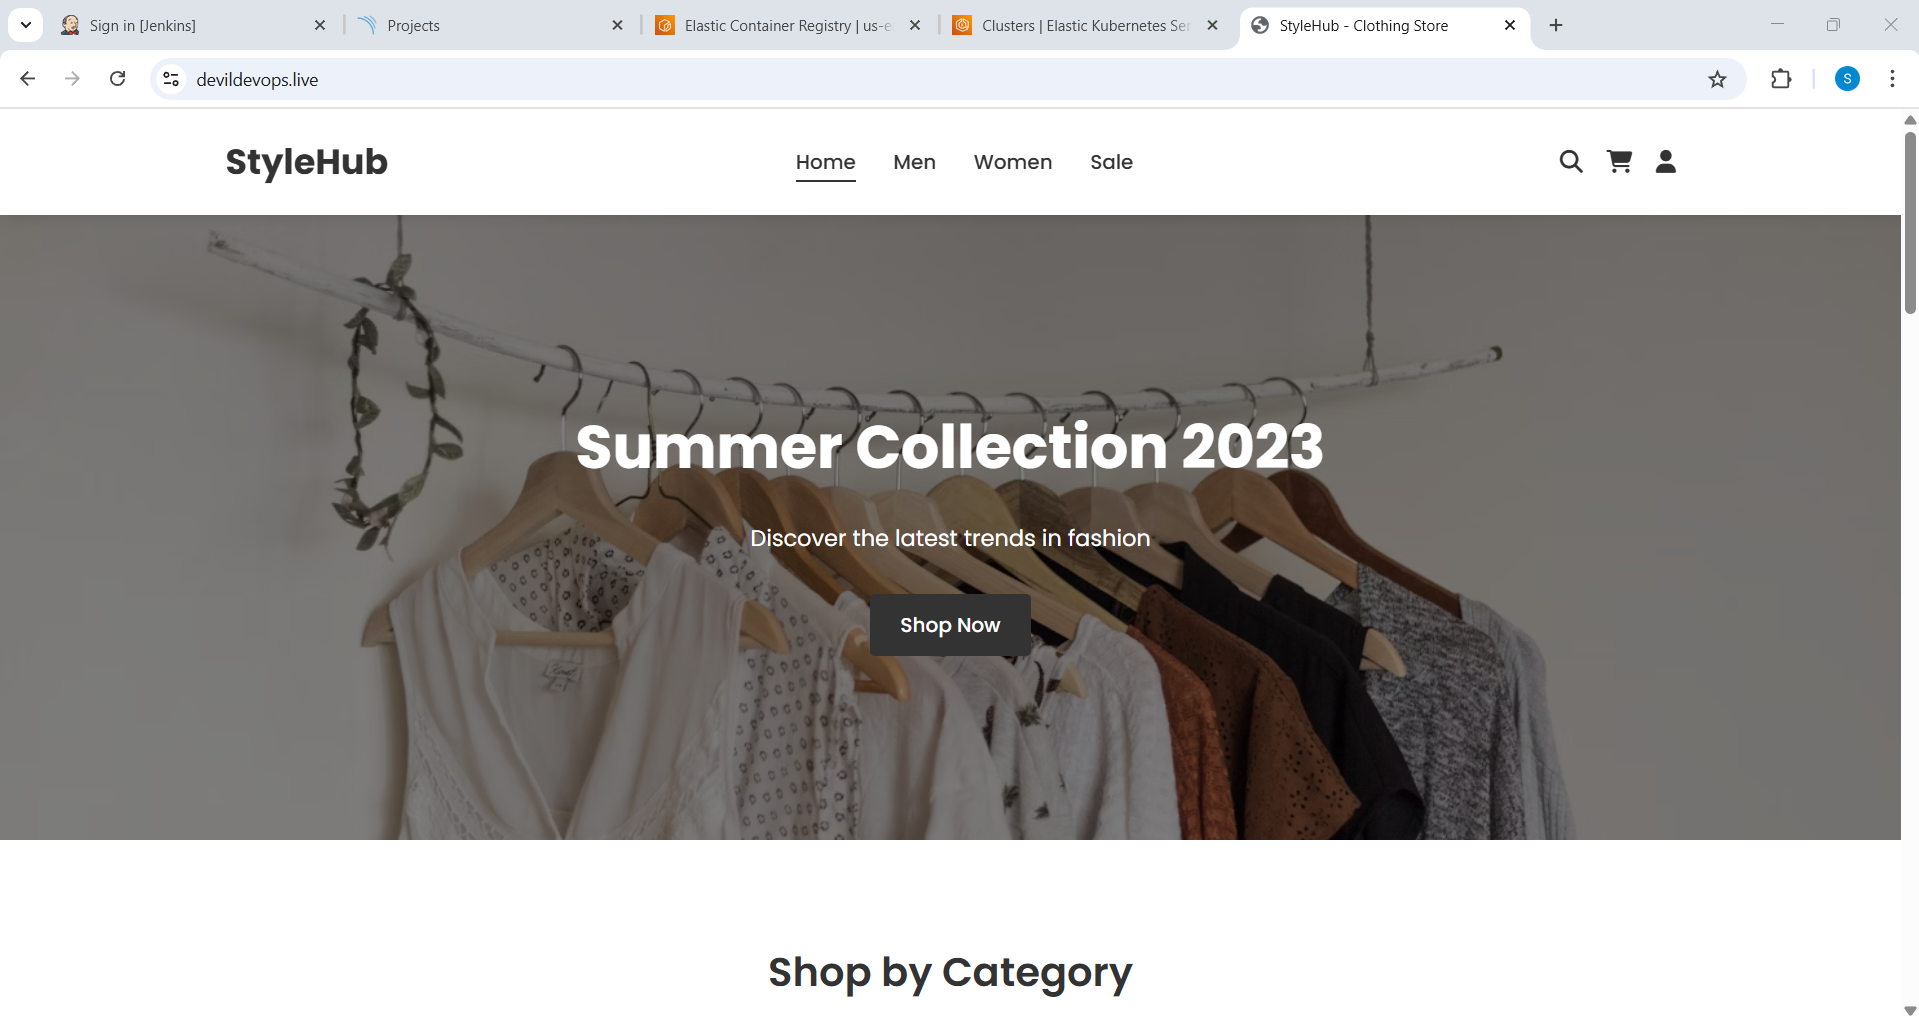 Sign in [Jenkins]
Projects
Elastic Container Registry | us-e
Clusters | Elastic Kubernetes Ser
StyleHub - Clothing Store
devildevops.live
S
StyleHub
Home
Men
Women
Sale
Summer Collection 2023
Discover the latest trends in fashion
Shop Now
Shop by Category